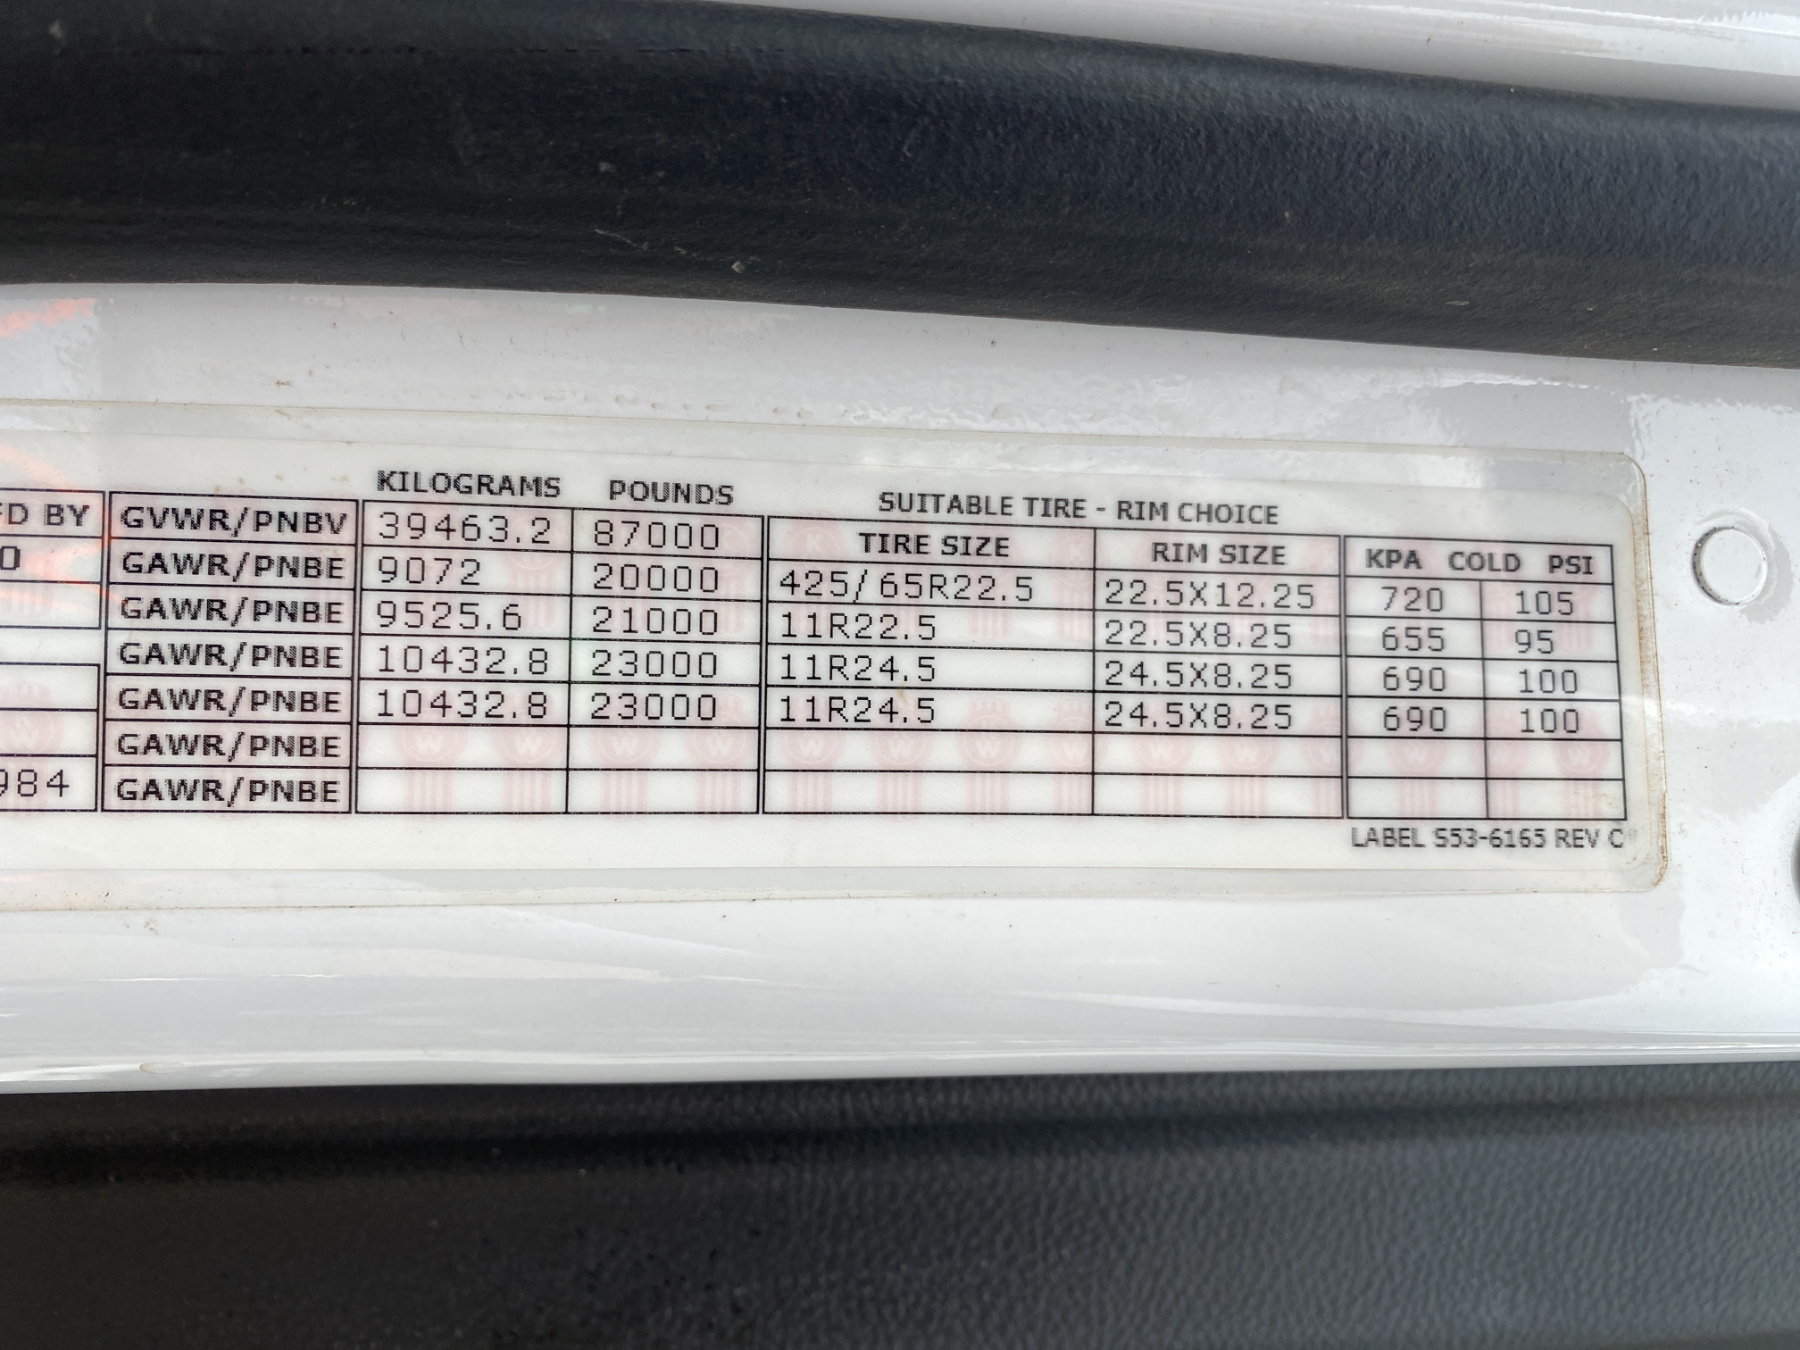 KILOGRAMS POUNDS SUITABLE TIRE - RIM CHOICE
BY GVWR/PNBV 39463.2 87000 TIRE SIZE RIM SIZE KPA COLD PSI
0 GAWR/PNBE 9072 20000 425/65R22.5 22.5X12.25 720 105
GAWR/PNBE 9525.6 21000 11R22.5 22.5X8.25 655 95
GAWR/PNBE 10432.8 23000 11R24.5 24.5X8.25 690 100
GAWR/PNBE 10432.8 23000 11R24.5 24.5X8.25 690 100
GAWR/PNBE
984 GAWR/PNBE
LABEL S53-6165 REV C